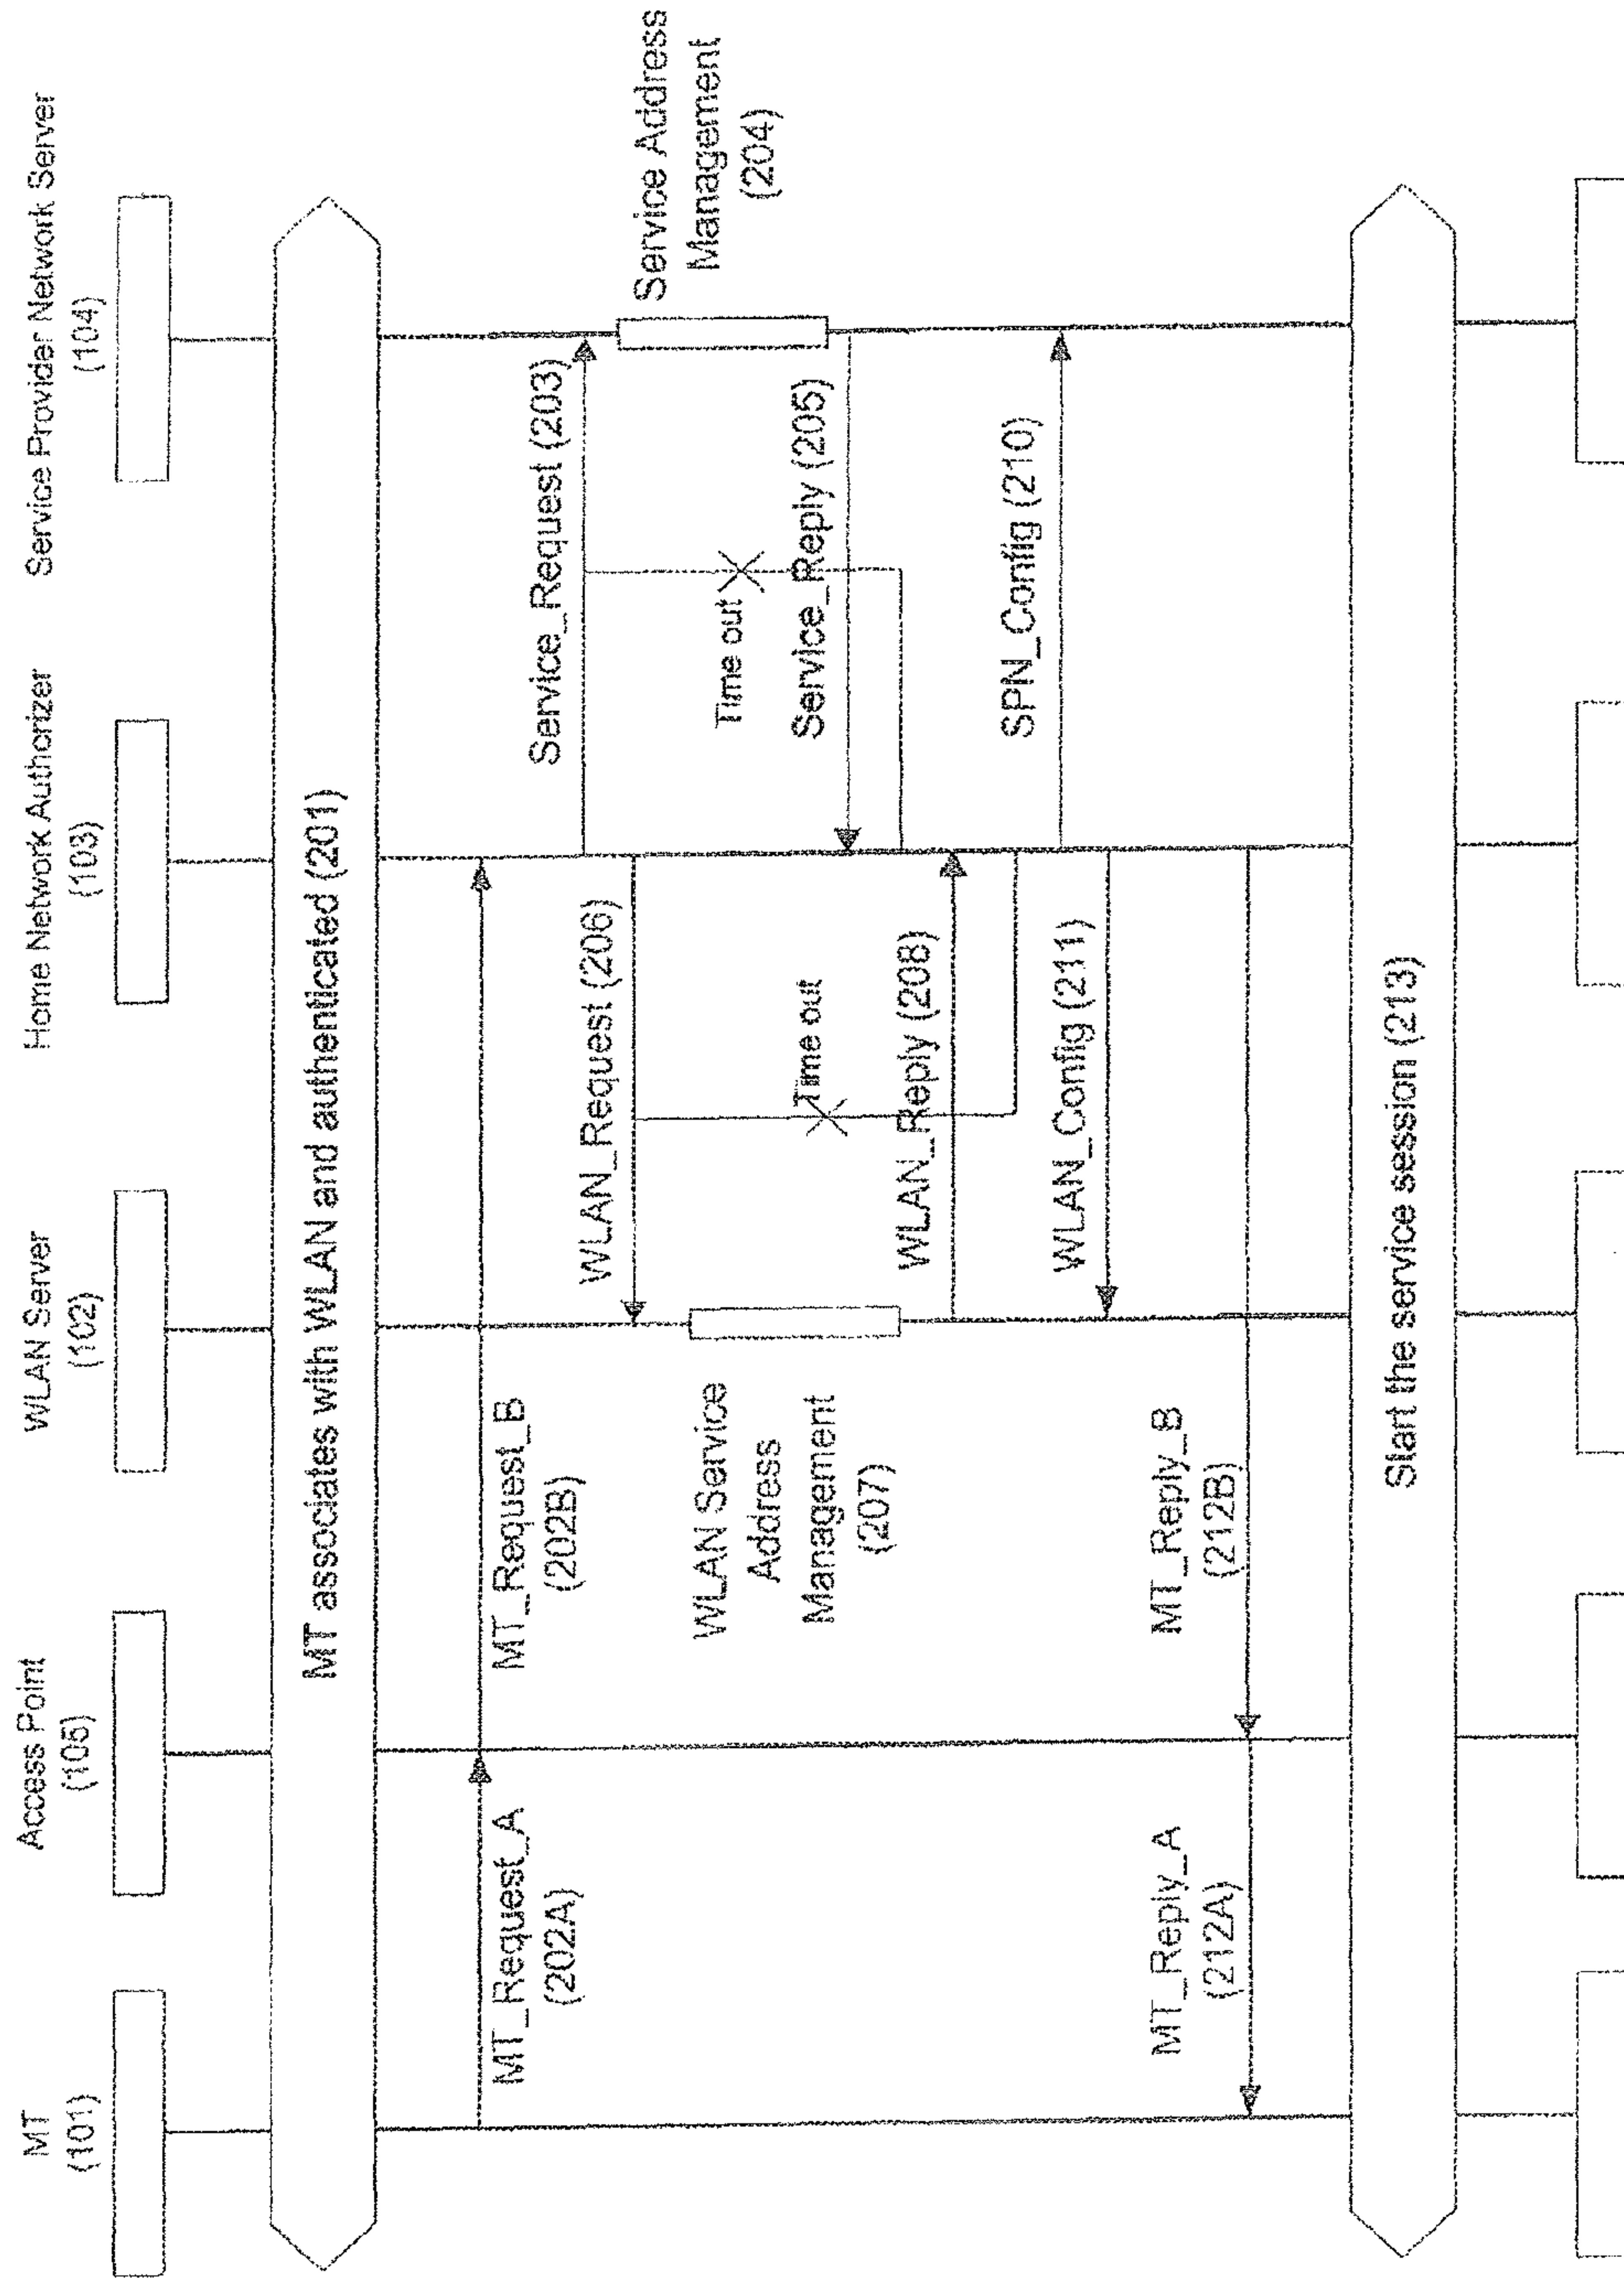 MT
(101)
Access Point
(105)
WLAN Server
(102)
Home Network Authorizer
(103)
Service Provider Network Server
(104)
MT associates with WLAN and authenticated (201)
MT_Request_A
(202A)
MT_Request_B
(202B)
Service_Request (203)
WLAN_Request (206)
Service Address
Management
(204)
WLAN Service
Address
Management
(207)
Time out
Time out
Service_Reply (205)
WLAN_Reply (208)
SPN_Config (210)
WLAN_Config (211)
MT_Reply_B
(212B)
MT_Reply_A
(212A)
Start the service session (213)